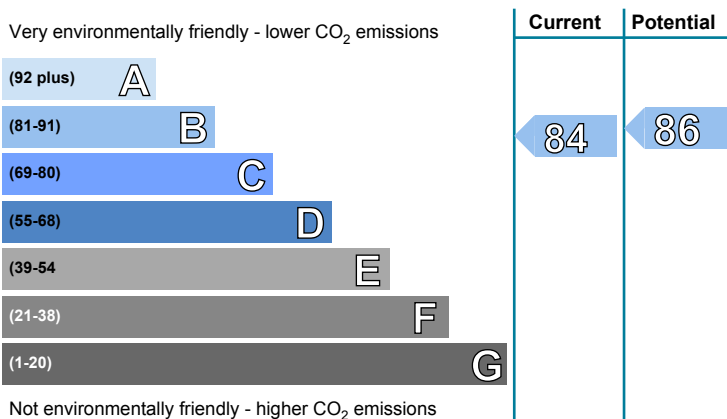 Current Potential
Very environmentally friendly - lower CO2 emissions
(92 plus) A
(81-91) B 84 86
(69-80) C
(55-68) D
(39-54 E
(21-38) F
(1-20) G
Not environmentally friendly - higher CO2 emissions